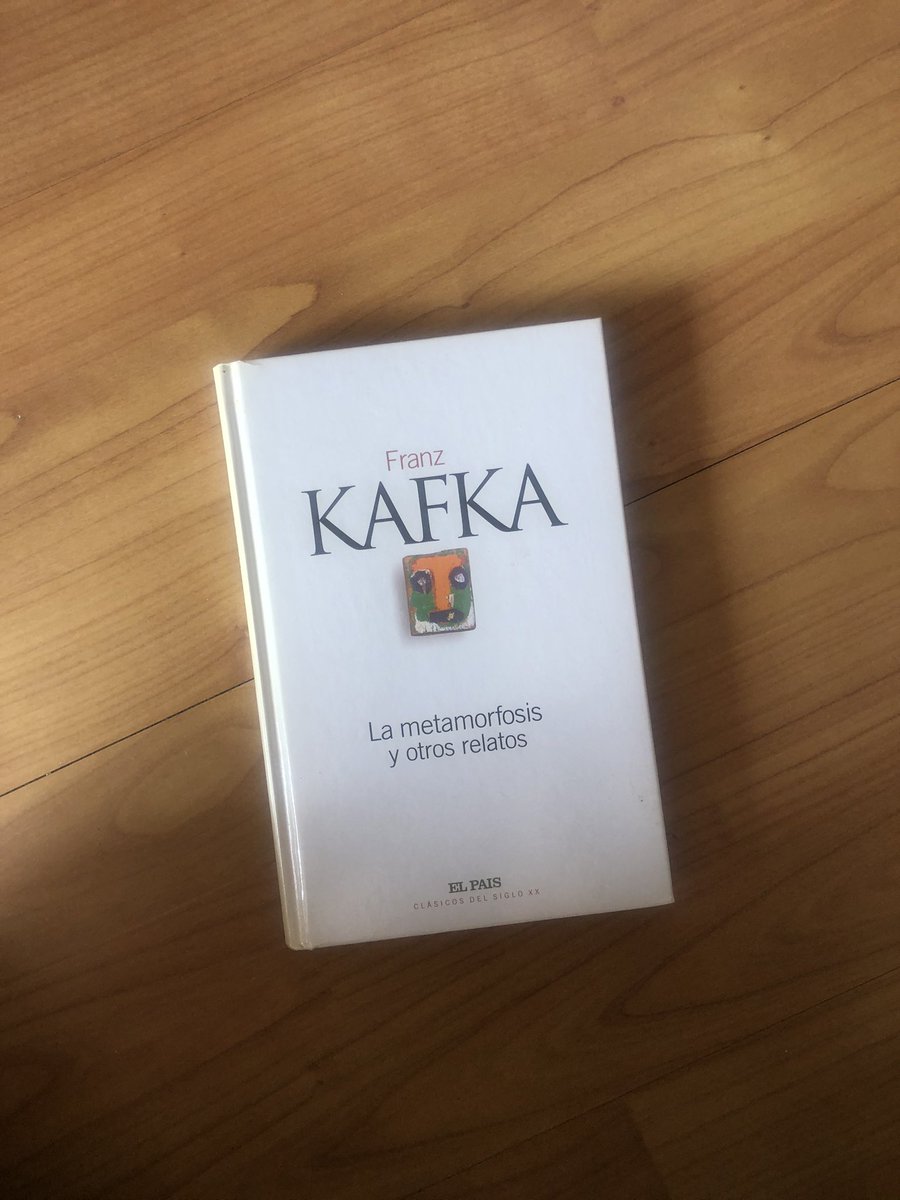 Franz
KAFKA
La metamorfosis
y otros relatos
EL PAIS
CLÁSICOS DEL SIGLO XX